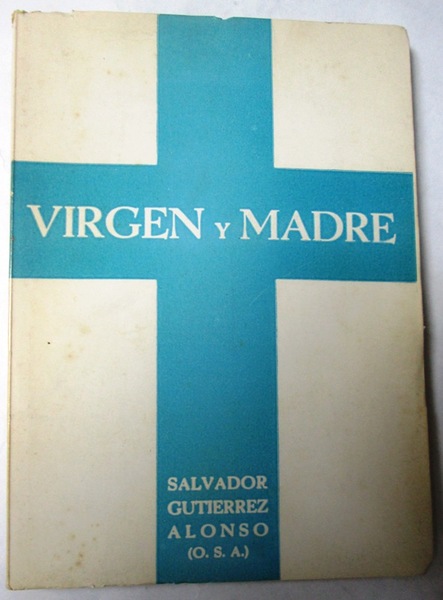 VIRGEN Y MADRE
SALVADOR
GUTIERREZ
ALONSO
(O. S. A.)